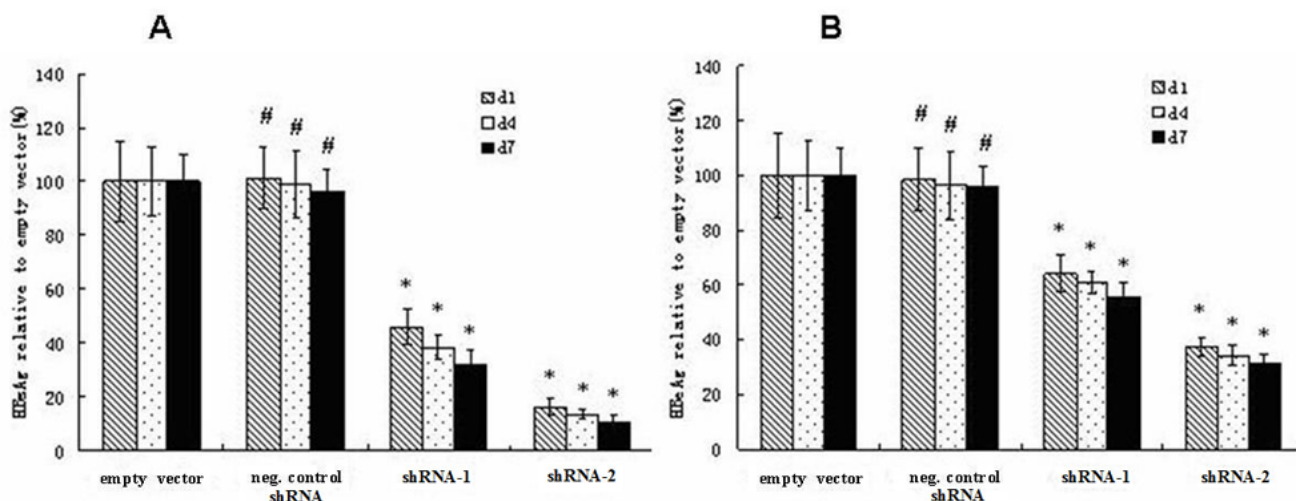 A
140
120
100
80
60
40
20
0
relative to empty vector(%)
d1
d4
d7
# # #
* * *
* * *
empty vector
neg. control
shRNA
shRNA-1
shRNA-2
B
140
120
100
80
60
40
20
0
relative to empty vector(%)
d1
d4
d7
# # #
* * *
* * *
empty vector
neg. control
shRNA
shRNA-1
shRNA-2